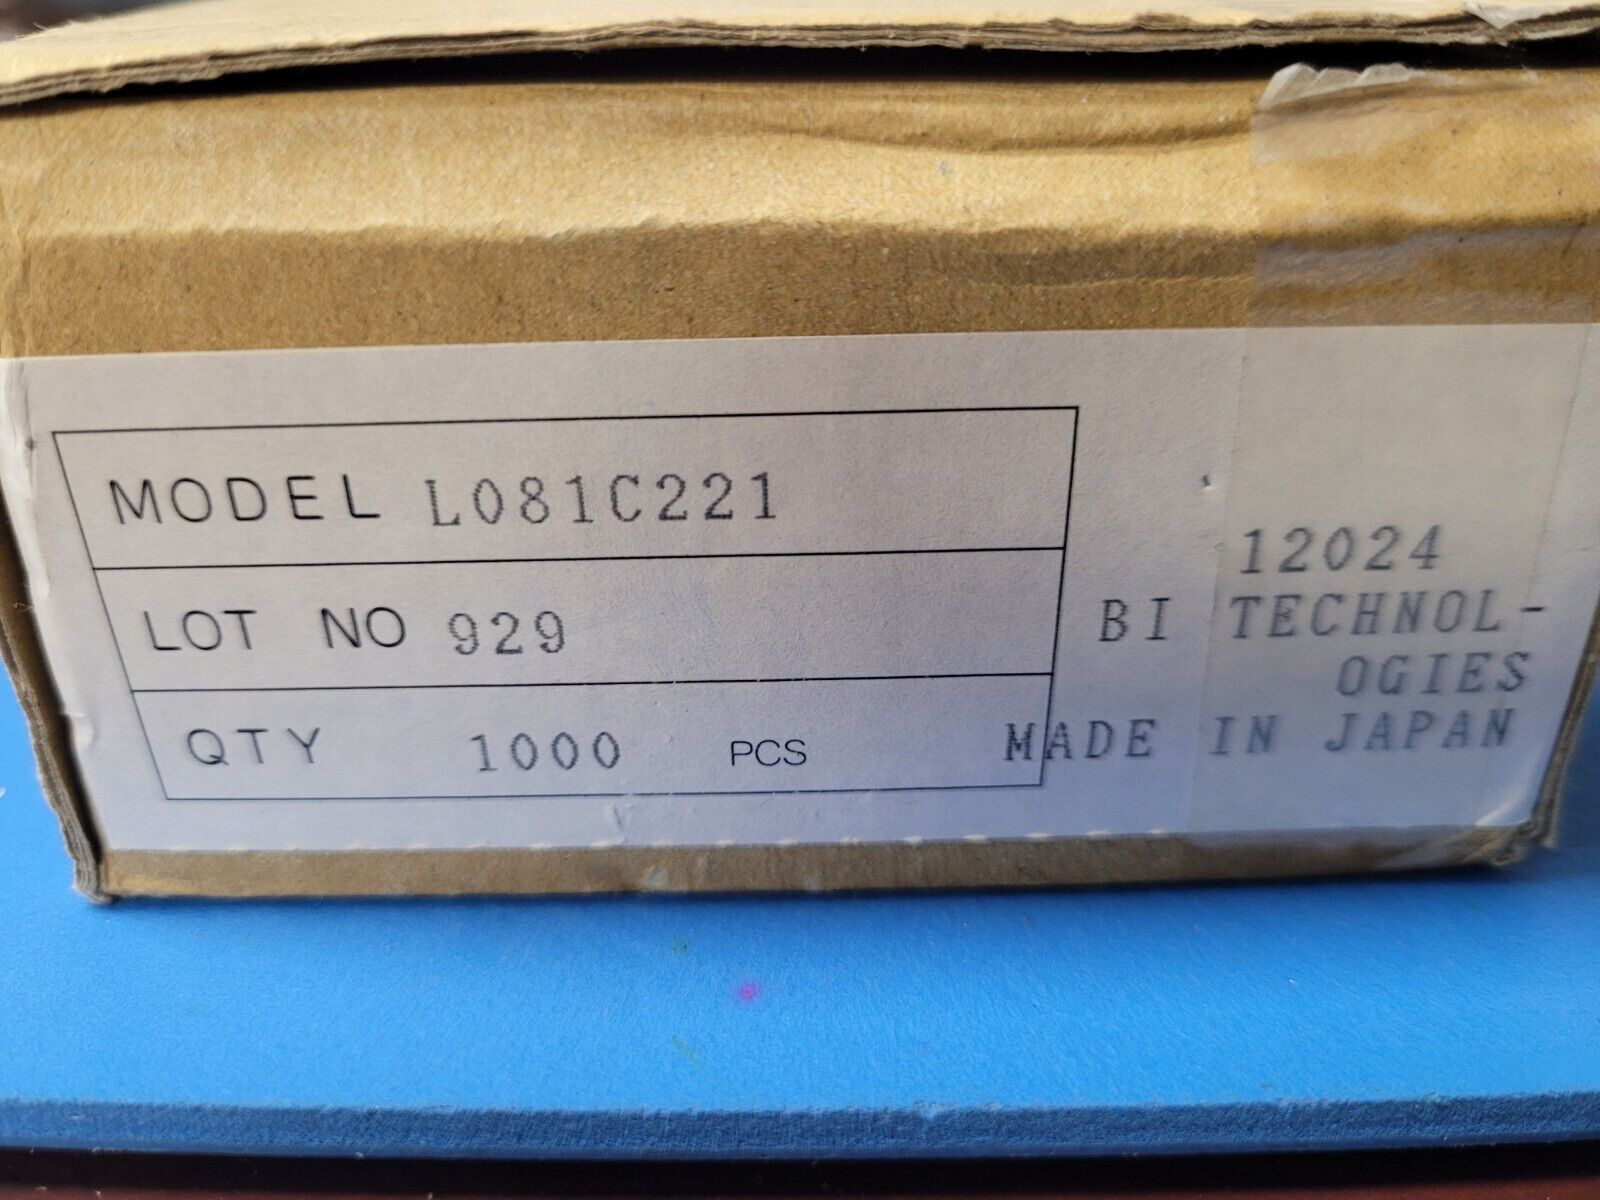 MODEL L081C221
LOT NO 929
QTY 1000 PCS
12024
BI TECHNOL-
OGIES
MADE IN JAPAN